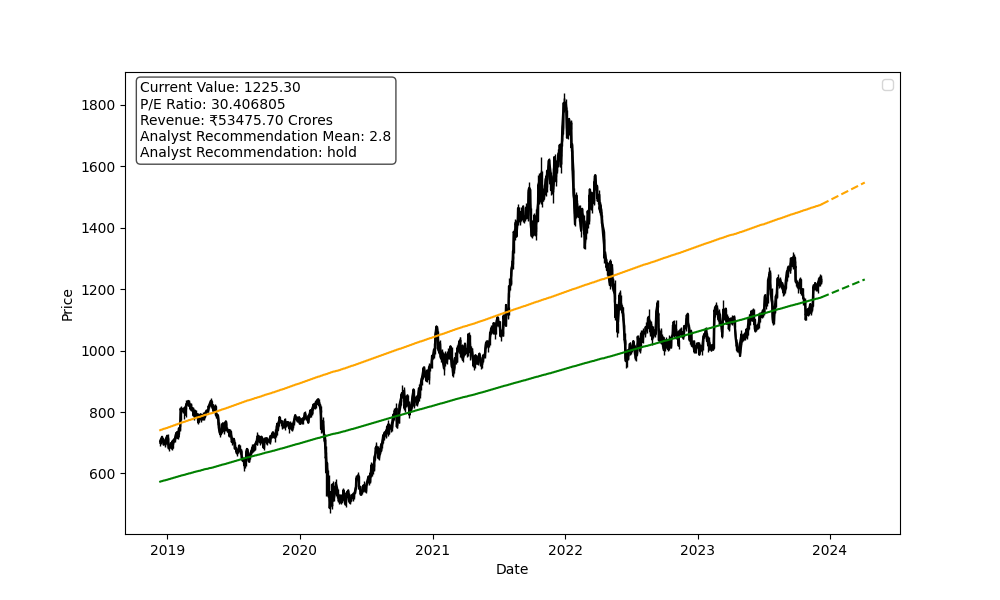 Current Value: 1225.30
P/E Ratio: 30.406805
Revenue: ₹53475.70 Crores
Analyst Recommendation Mean: 2.8
Analyst Recommendation: hold
1800
1600
1400
1200
1000
800
600
Price
2019 2020 2021 2022 2023 2024
Date